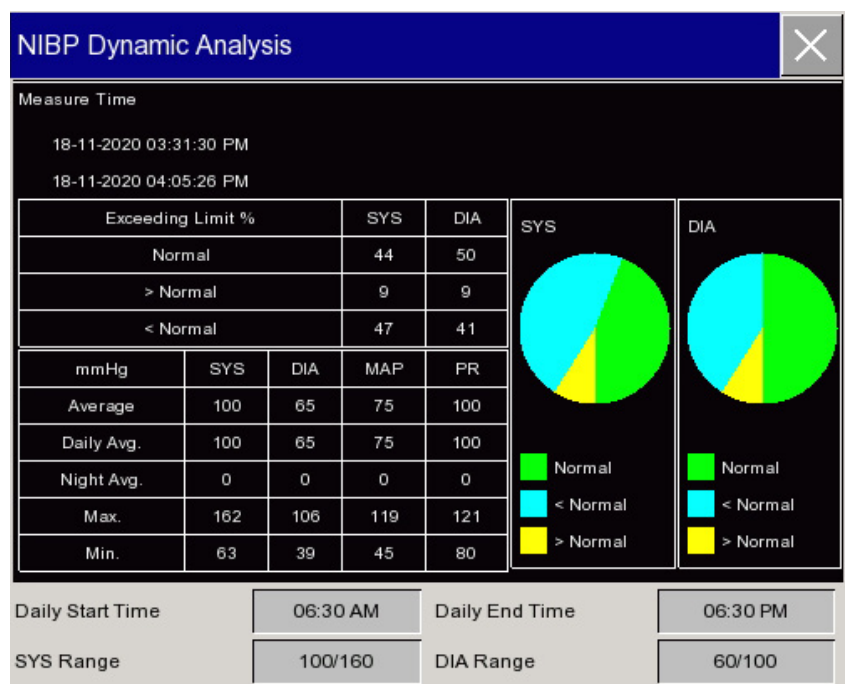 NIBP Dynamic Analysis
Measure Time
18-11-2020 03:31:30 PM
18-11-2020 04:05:26 PM
Exceeding Limit % SYS DIA
Normal 44 50
> Normal 9 9
< Normal 47 41
mmHg SYS DIA MAP PR
Average 100 65 75 100
Daily Avg. 100 65 75 100
Night Avg. 0 0 0 0
Max. 162 106 119 121
Min. 63 39 45 80
SYS
Normal
< Normal
> Normal
DIA
Normal
< Normal
> Normal
Daily Start Time 06:30 AM Daily End Time 06:30 PM
SYS Range 100/160 DIA Range 60/100